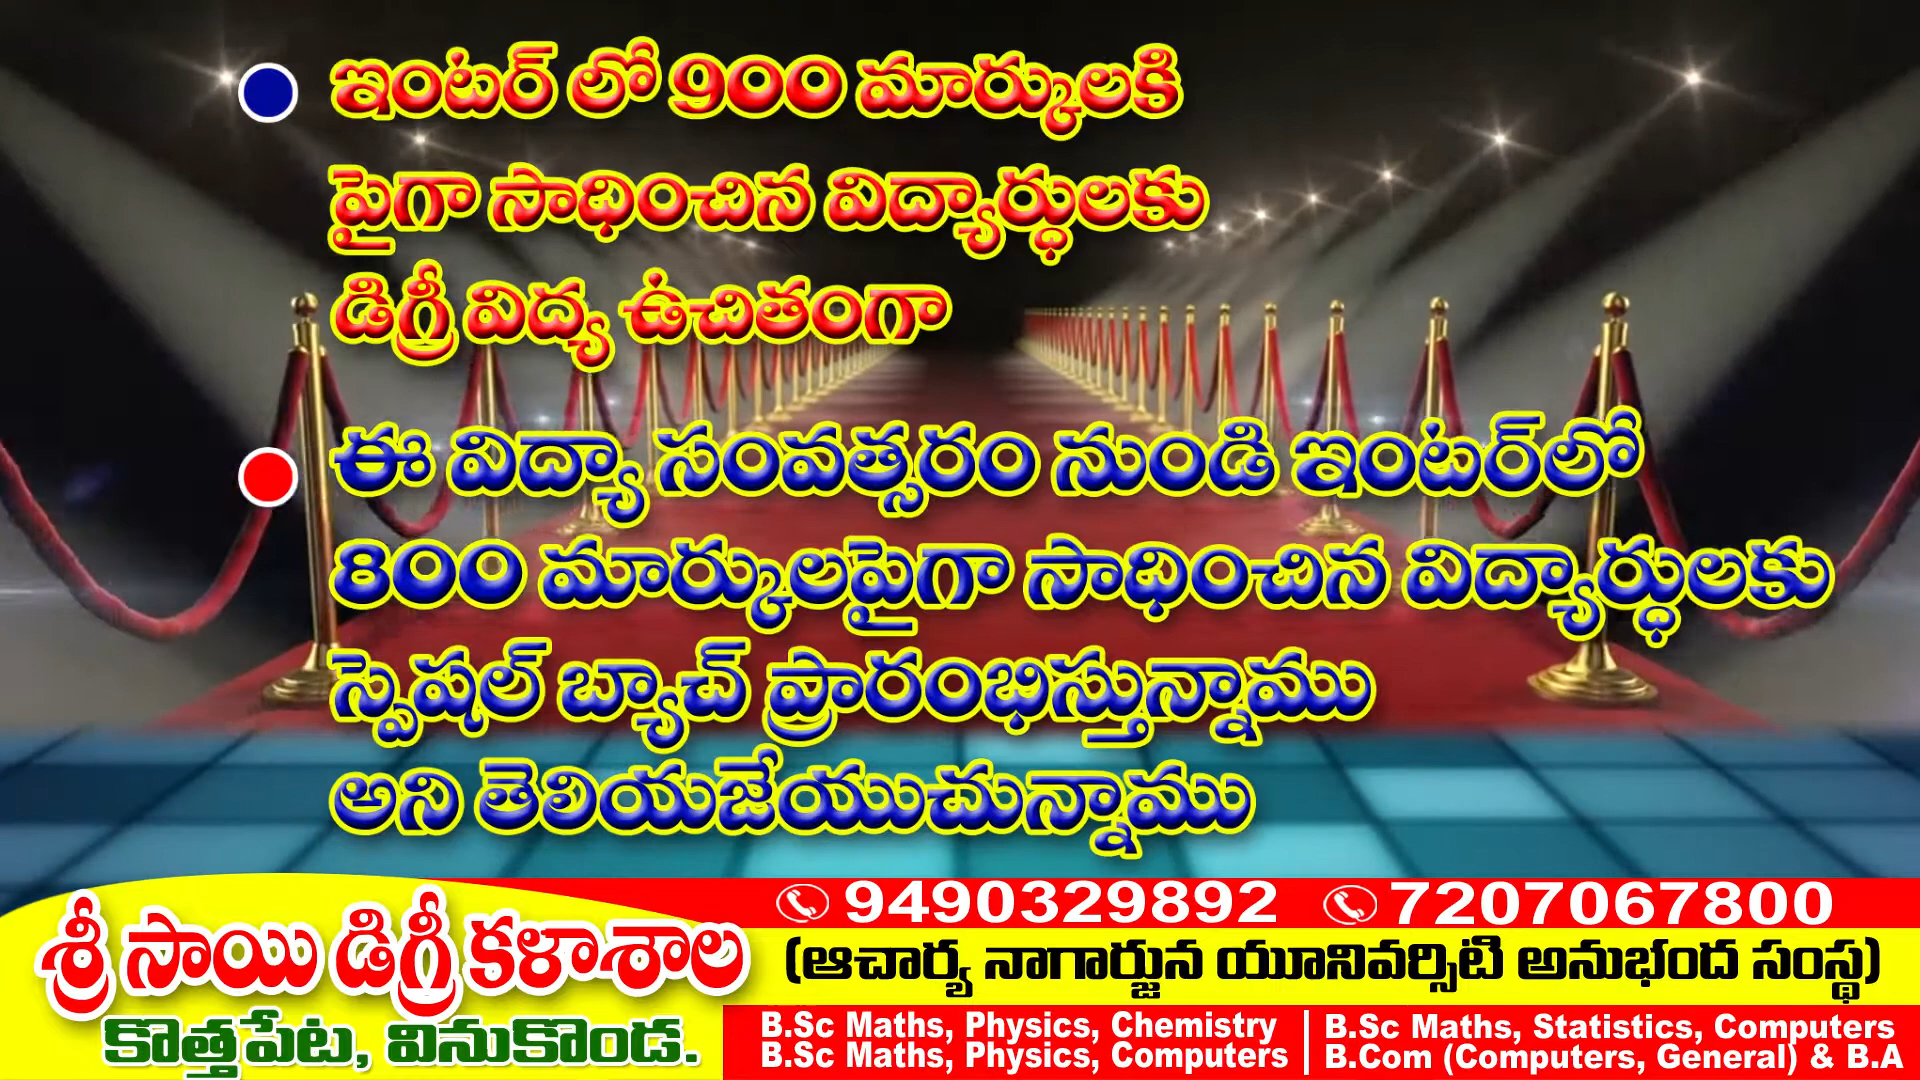 ఇంటర్ లో 900 మార్కులకి
పైగా సాధించిన విద్యార్థులకు
డిగ్రీ విద్య ఉచితంగా
ఈ విద్యా సంవత్సరం నుండి ఇంటర్‌లో
800 మార్కులపైగా సాధించిన విద్యార్థులకు
స్పెషల్ బ్యాచ్ ప్రారంభిస్తున్నాము
అని తెలియజేయుచున్నాము
9490329892 7207067800
శ్రీ సాయి డిగ్రీ కళాశాల
కొత్తపేట, వినుకొండ.
(ఆచార్య నాగార్జున యూనివర్సిటి అనుభంద సంస్థ)
B.Sc Maths, Physics, Chemistry
B.Sc Maths, Physics, Computers
B.Sc Maths, Statistics, Computers
B.Com (Computers, General) & B.A